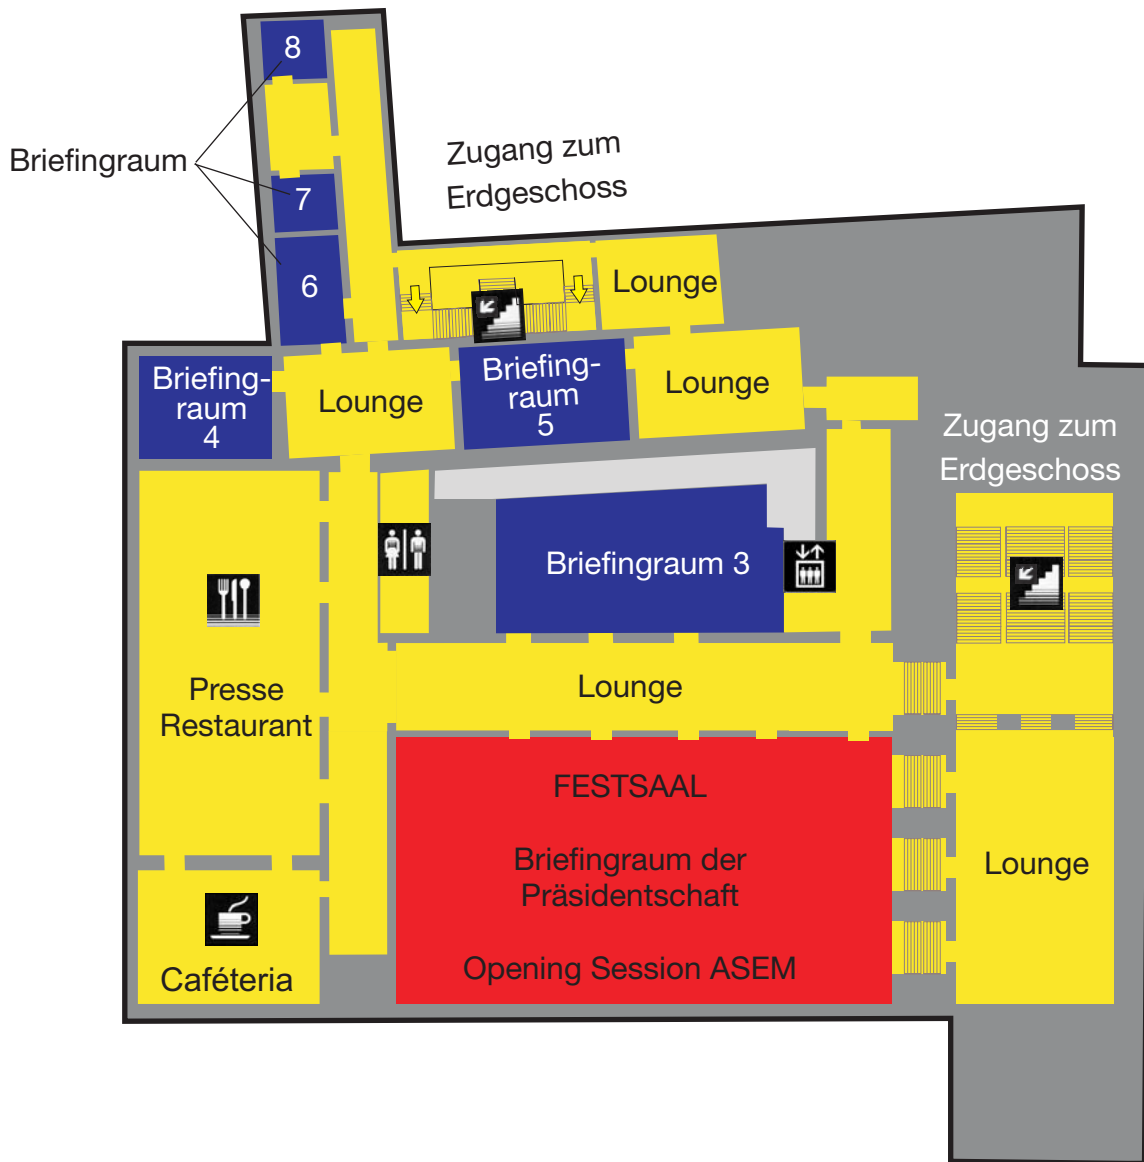 8
Briefingraum
7
6
Zugang zum
Erdgeschoss
Lounge
Briefing-
raum
4
Lounge
Briefing-
raum
5
Lounge
Zugang zum
Erdgeschoss
Briefingraum 3
Presse
Restaurant
Lounge
FESTSAAL
Briefingraum der
Präsidentschaft
Opening Session ASEM
Lounge
Caféteria